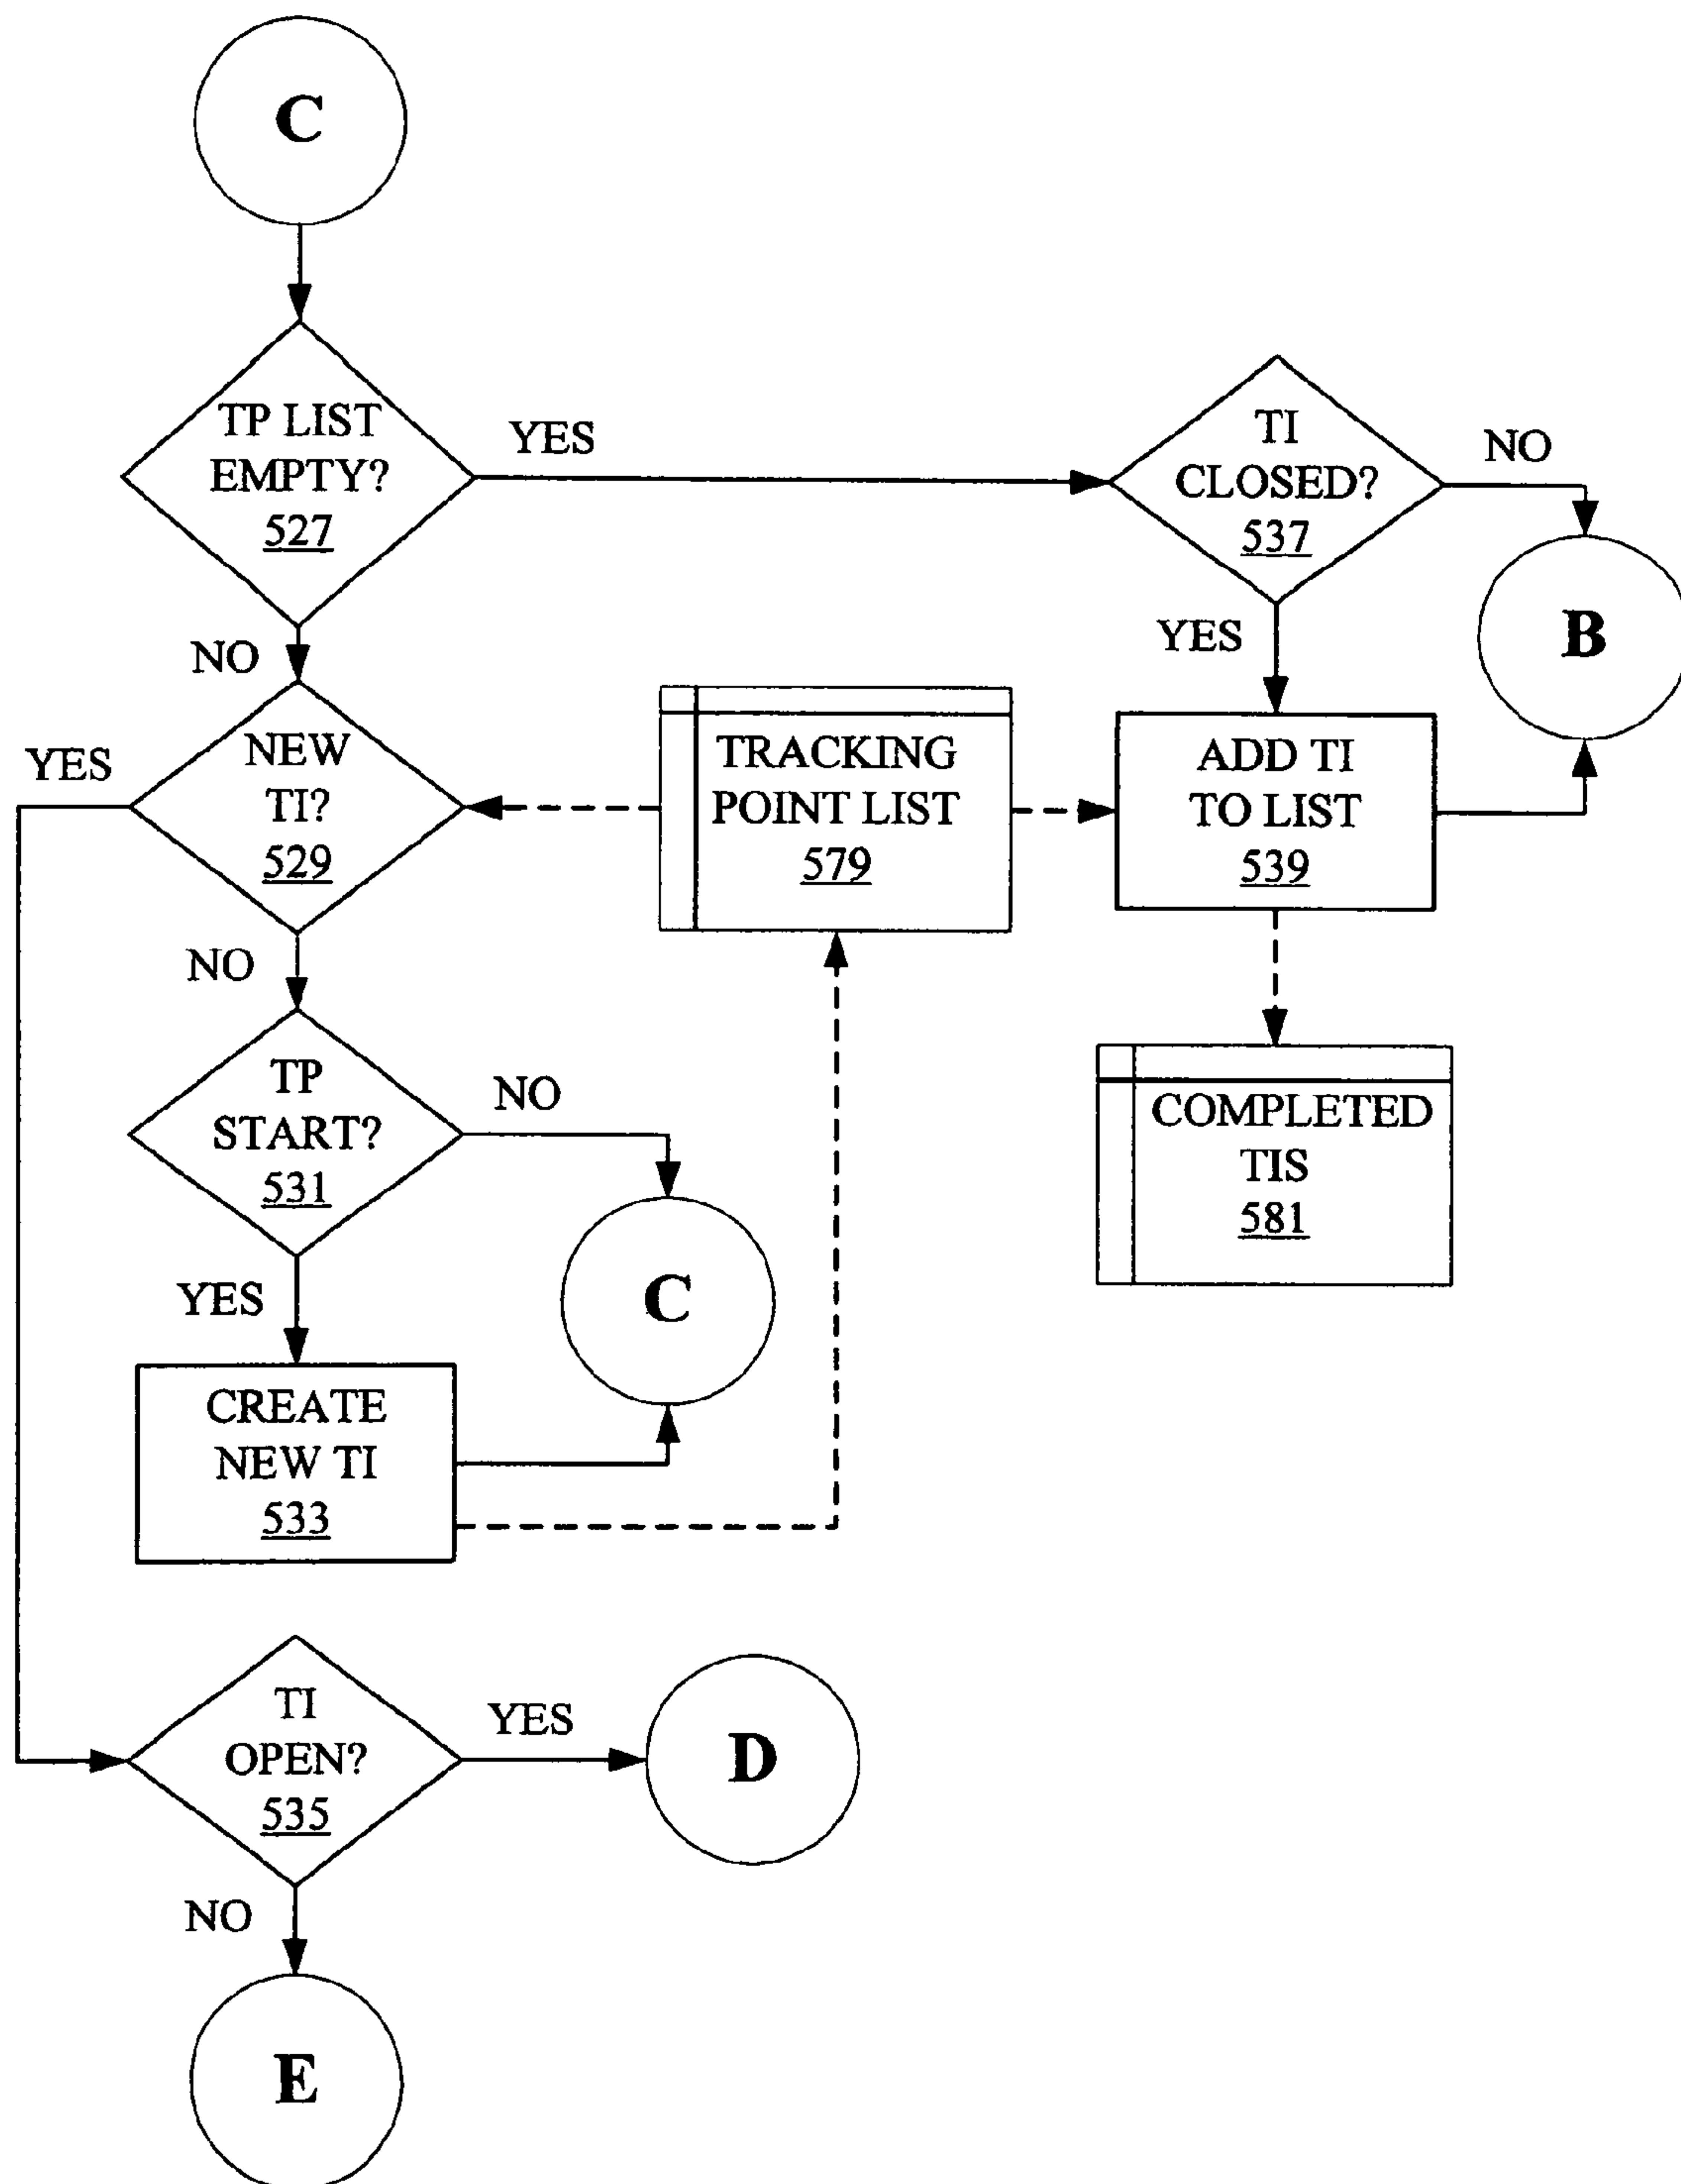 C
TP LIST
EMPTY?
527
YES
TI
CLOSED?
537
NO
B
YES
NO
NEW
TI?
529
YES
TRACKING
POINT LIST
579
ADD TI
TO LIST
539
NO
TP
START?
531
NO
COMPLETED
TIS
581
C
YES
CREATE
NEW TI
533
TI
OPEN?
535
YES
D
NO
E